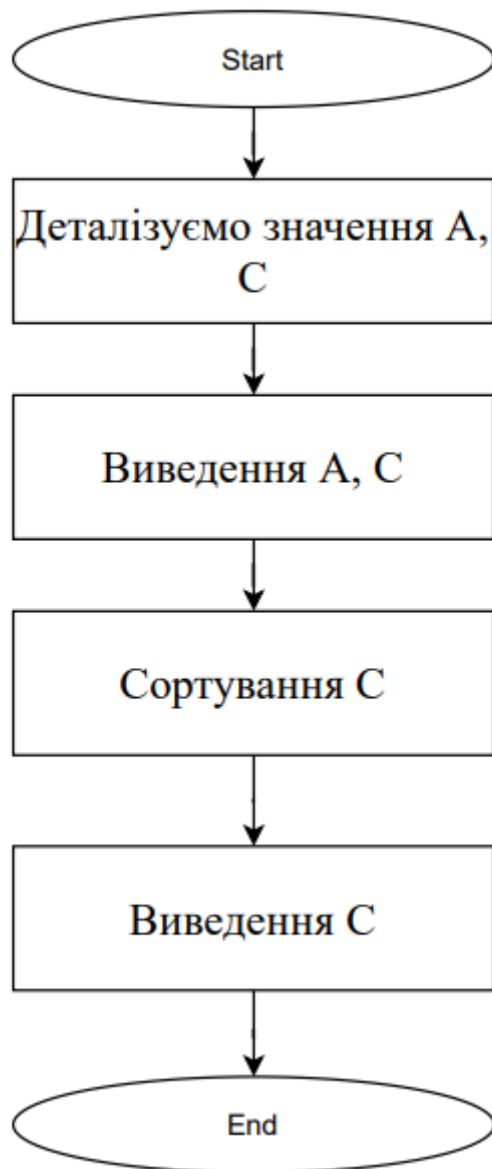 Start
Деталізуємо значення А,
С
Виведення А, С
Сортування С
Виведення С
End